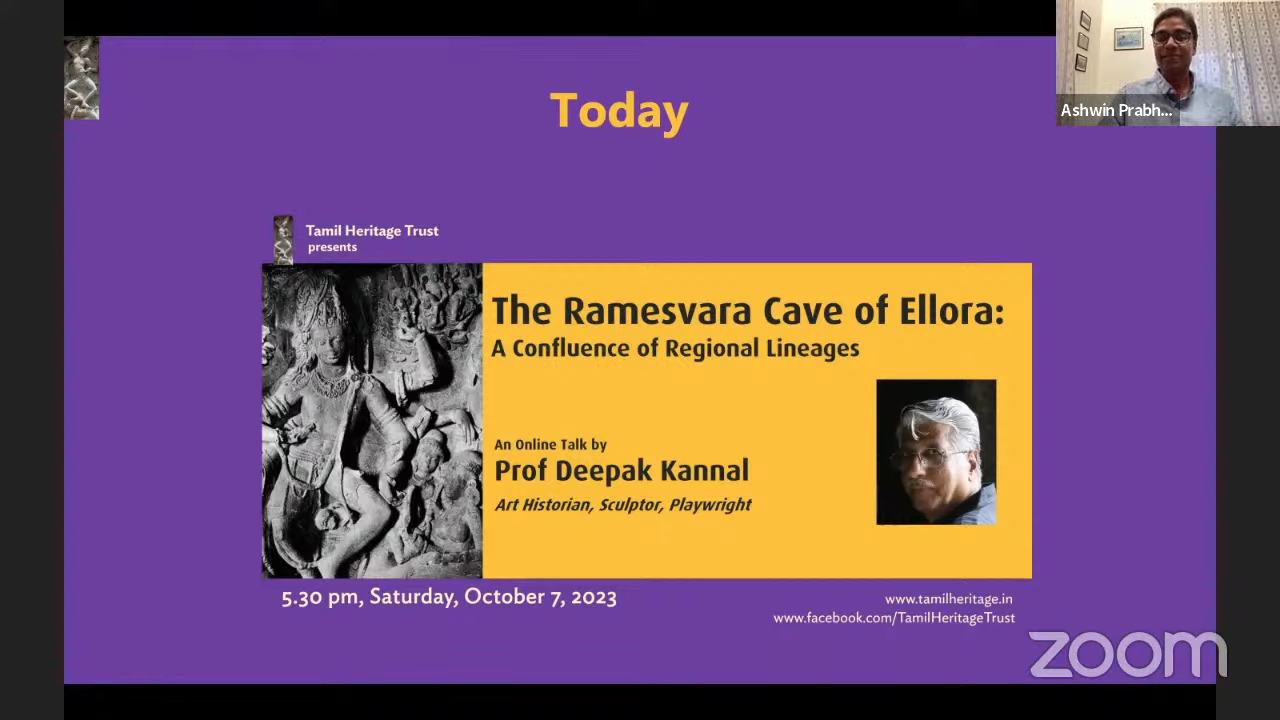 Today
Ashwin Prabh...
Tamil Heritage Trust
presents
The Ramesvara Cave of Ellora:
A Confluence of Regional Lineages
An Online Talk by
Prof Deepak Kannal
Art Historian, Sculptor, Playwright
5.30 pm, Saturday, October 7, 2023
www.tamilheritage.in
www.facebook.com/TamilHeritageTrust
zoom